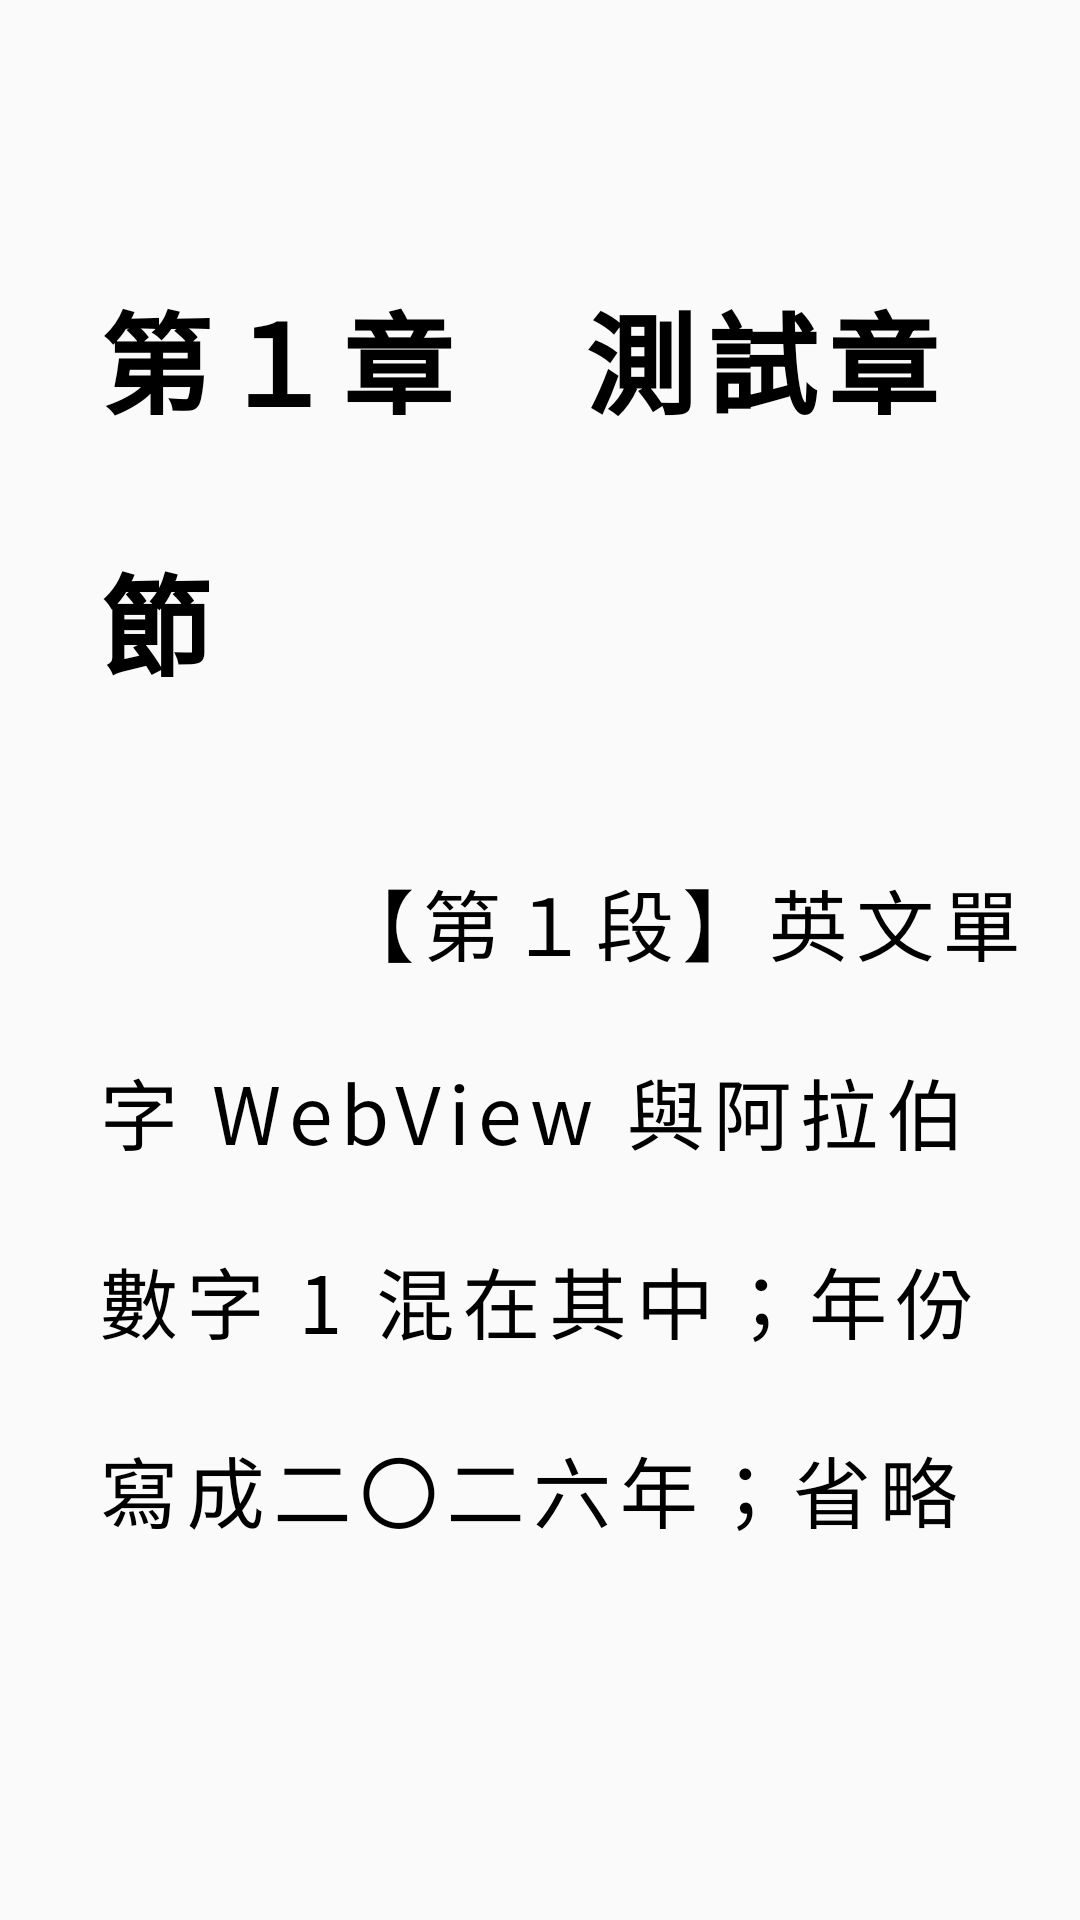 第１章　測試章
節
【第１段】英文單
字 WebView 與阿拉伯
數字 1 混在其中；年份
寫成二〇二六年；省略